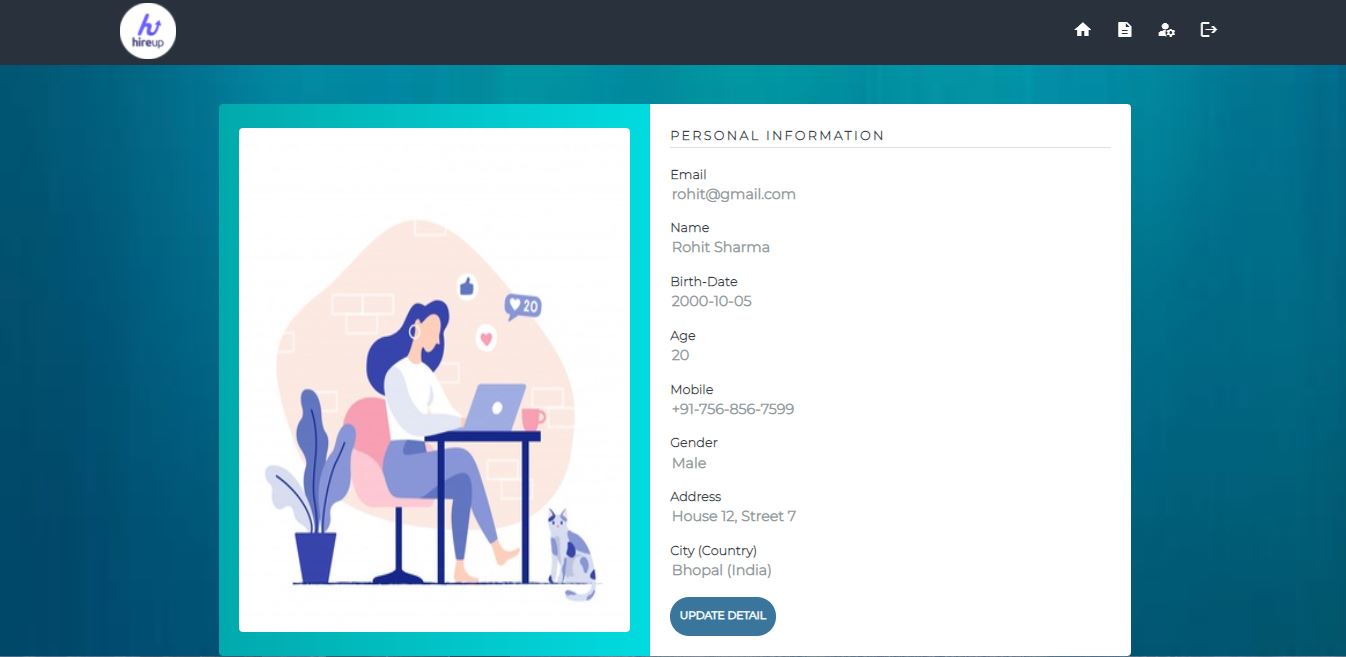 hireup
PERSONAL INFORMATION
Email
rohit@gmail.com
Name
Rohit Sharma
Birth-Date
2000-10-05
Age
20
Mobile
+91-756-856-7599
Gender
Male
Address
House 12, Street 7
City (Country)
Bhopal (India)
UPDATE DETAIL
20